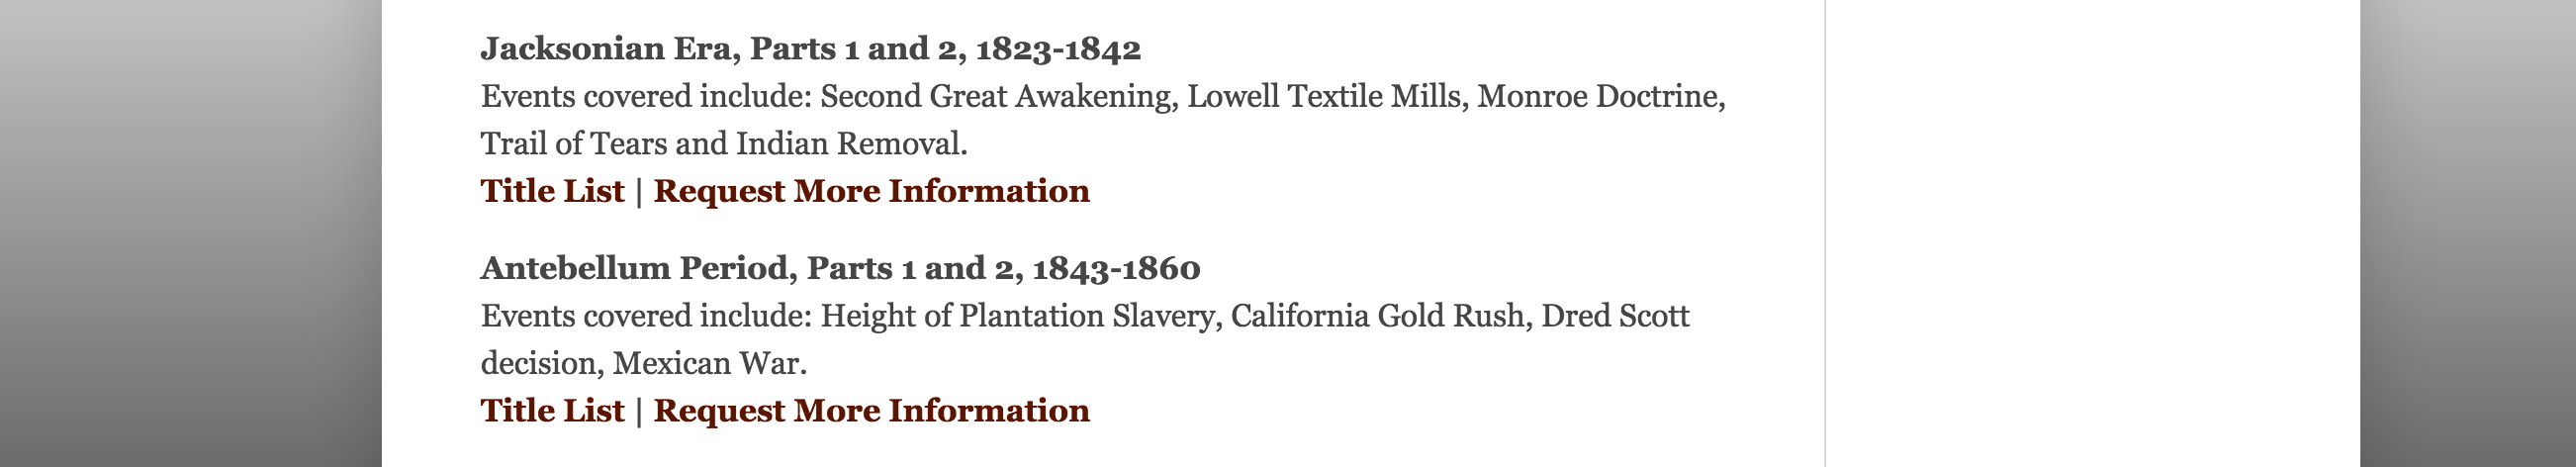 Jacksonian Era, Parts 1 and 2, 1823-1842
Events covered include: Second Great Awakening, Lowell Textile Mills, Monroe Doctrine,
Trail of Tears and Indian Removal.
Title List | Request More Information
Antebellum Period, Parts 1 and 2, 1843-1860
Events covered include: Height of Plantation Slavery, California Gold Rush, Dred Scott
decision, Mexican War.
Title List | Request More Information